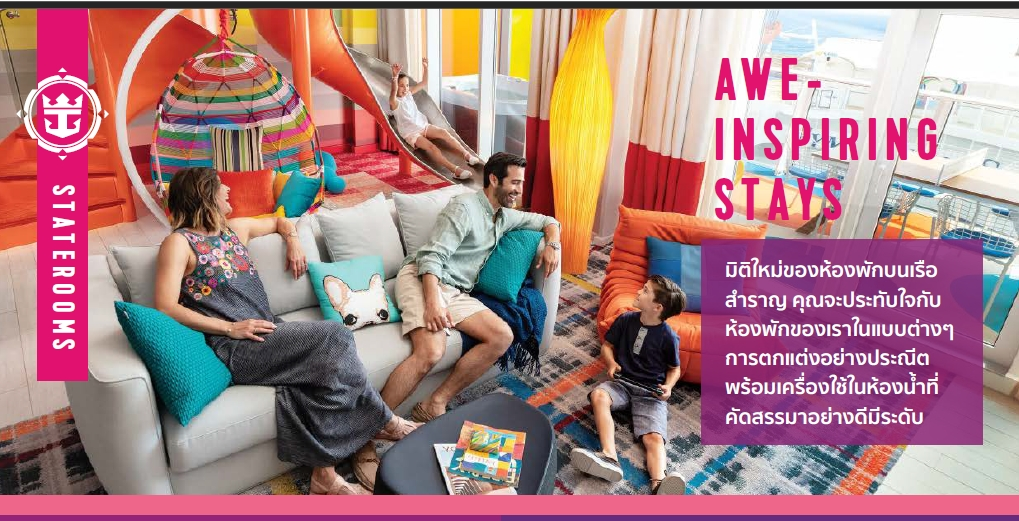 STATEROOMS
AWE-
INSPIRING
STAYS
มิติใหม่ของห้องพักบนเรือ
สำราญ คุณจะประทับใจกับ
ห้องพักของเราในแบบต่างๆ
การตกแต่งอย่างประณีต
พร้อมเครื่องใช้ในห้องน้ำที่
คัดสรรมาอย่างดีมีระดับ